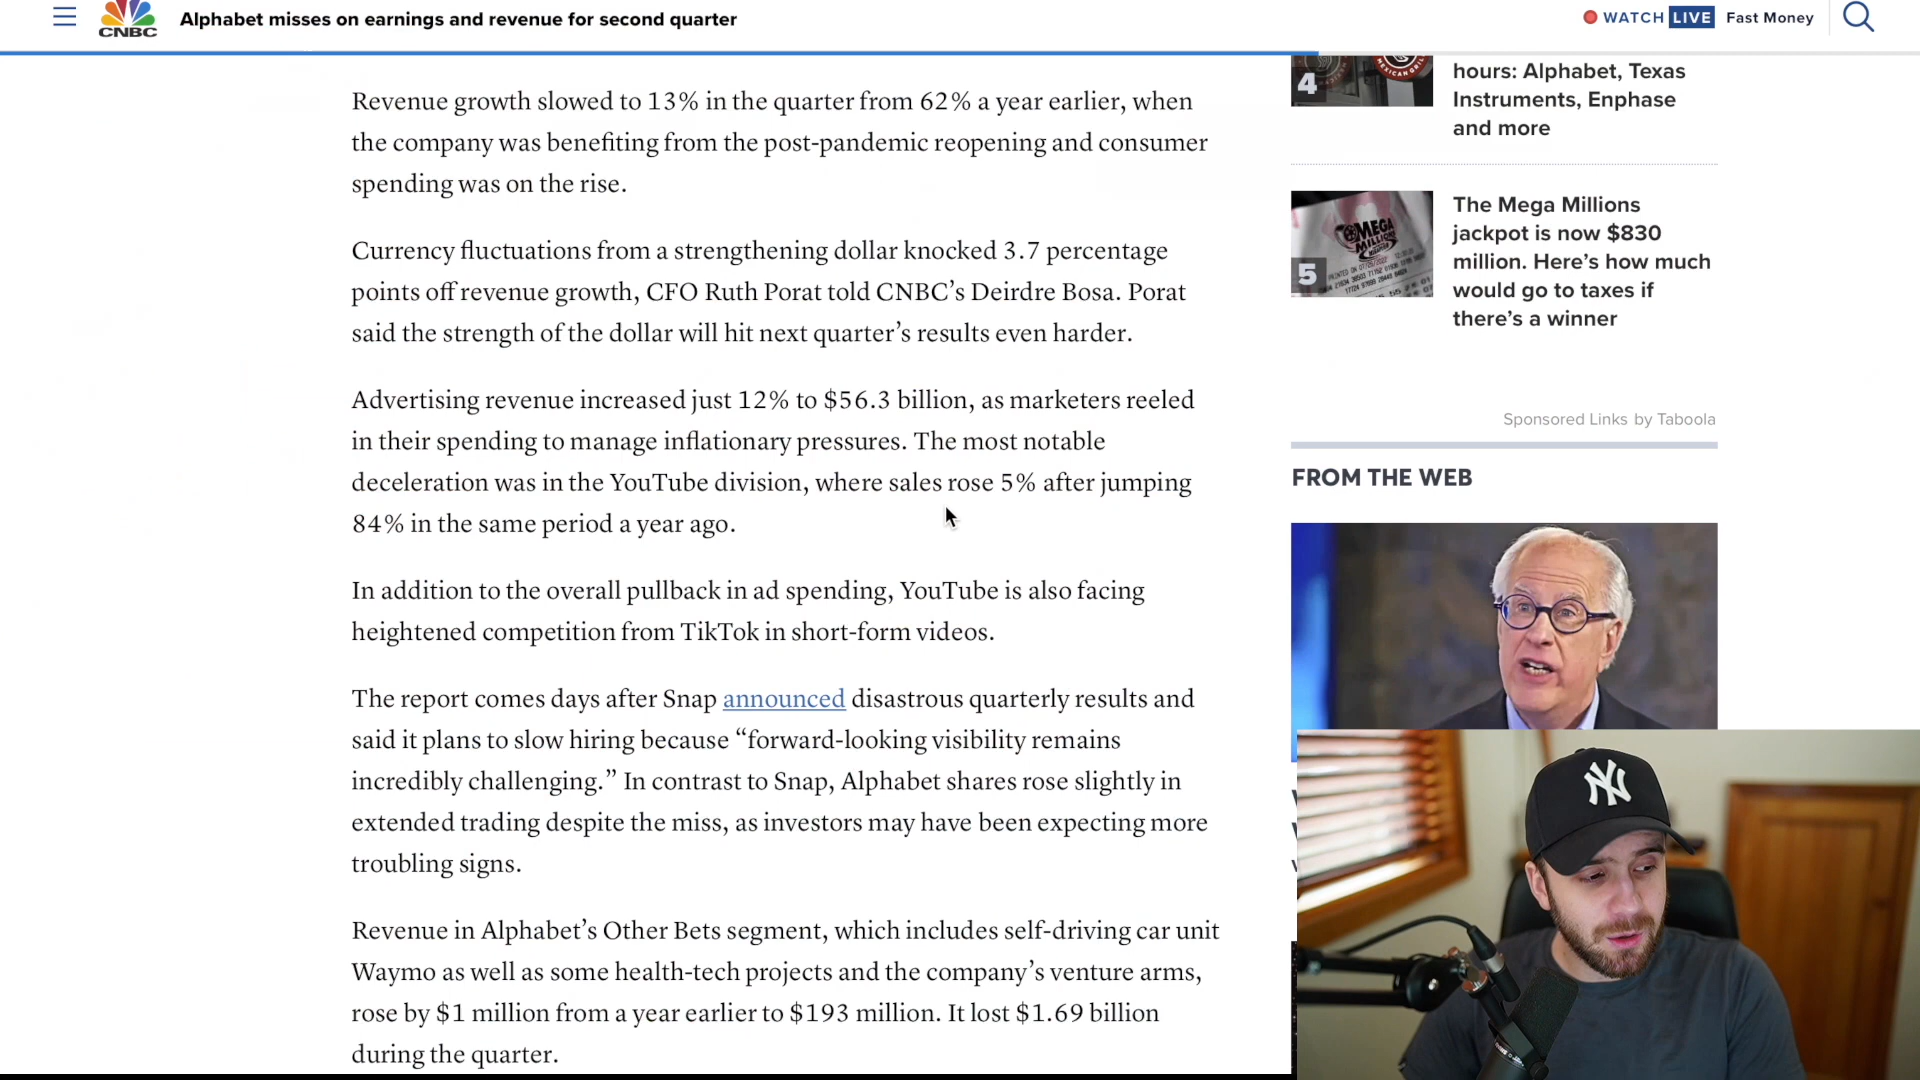 CNBC
Alphabet misses on earnings and revenue for second quarter
WATCH LIVE Fast Money
Revenue growth slowed to 13% in the quarter from 62% a year earlier, when
the company was benefiting from the post-pandemic reopening and consumer
spending was on the rise.
Currency fluctuations from a strengthening dollar knocked 3.7 percentage
points off revenue growth, CFO Ruth Porat told CNBC’s Deirdre Bosa. Porat
said the strength of the dollar will hit next quarter’s results even harder.
Advertising revenue increased just 12% to $56.3 billion, as marketers reeled
in their spending to manage inflationary pressures. The most notable
deceleration was in the YouTube division, where sales rose 5% after jumping
84% in the same period a year ago.
In addition to the overall pullback in ad spending, YouTube is also facing
heightened competition from TikTok in short-form videos.
The report comes days after Snap announced disastrous quarterly results and
said it plans to slow hiring because “forward-looking visibility remains
incredibly challenging.” In contrast to Snap, Alphabet shares rose slightly in
extended trading despite the miss, as investors may have been expecting more
troubling signs.
Revenue in Alphabet’s Other Bets segment, which includes self-driving car unit
Waymo as well as some health-tech projects and the company’s venture arms,
rose by $1 million from a year earlier to $193 million. It lost $1.69 billion
during the quarter.
4
hours: Alphabet, Texas
Instruments, Enphase
and more
MEGA
MILLIONS
5
The Mega Millions
jackpot is now $830
million. Here’s how much
would go to taxes if
there’s a winner
Sponsored Links by Taboola
FROM THE WEB
NY